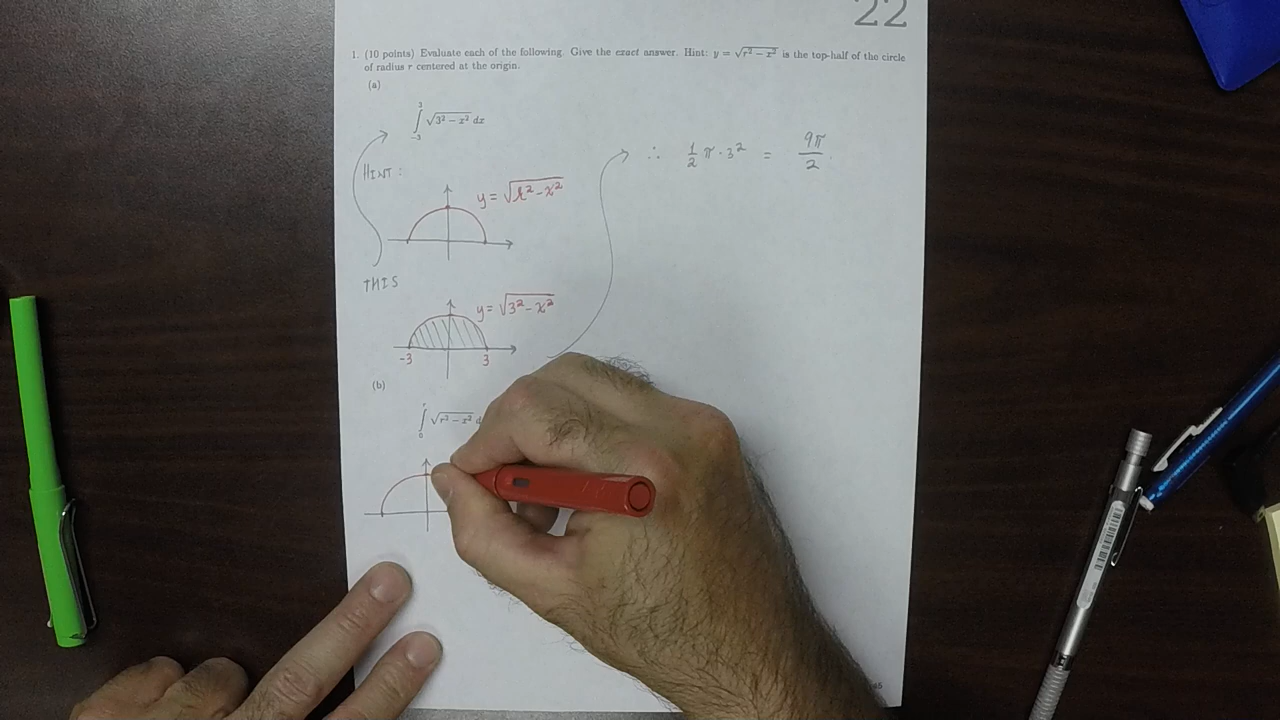 22
1. (10 points) Evaluate each of the following. Give the exact answer. Hint: y = √r² − x² is the top-half of the circle
of radius r centered at the origin.
(a)
∫₋₃³ √3² − x² dx
∴ ½ π · 3² = 9π/2.
HINT:
y = √r² − x²
THIS
y = √3² − x²
-3 3
(b)
∫₀ʳ √r² − x² d